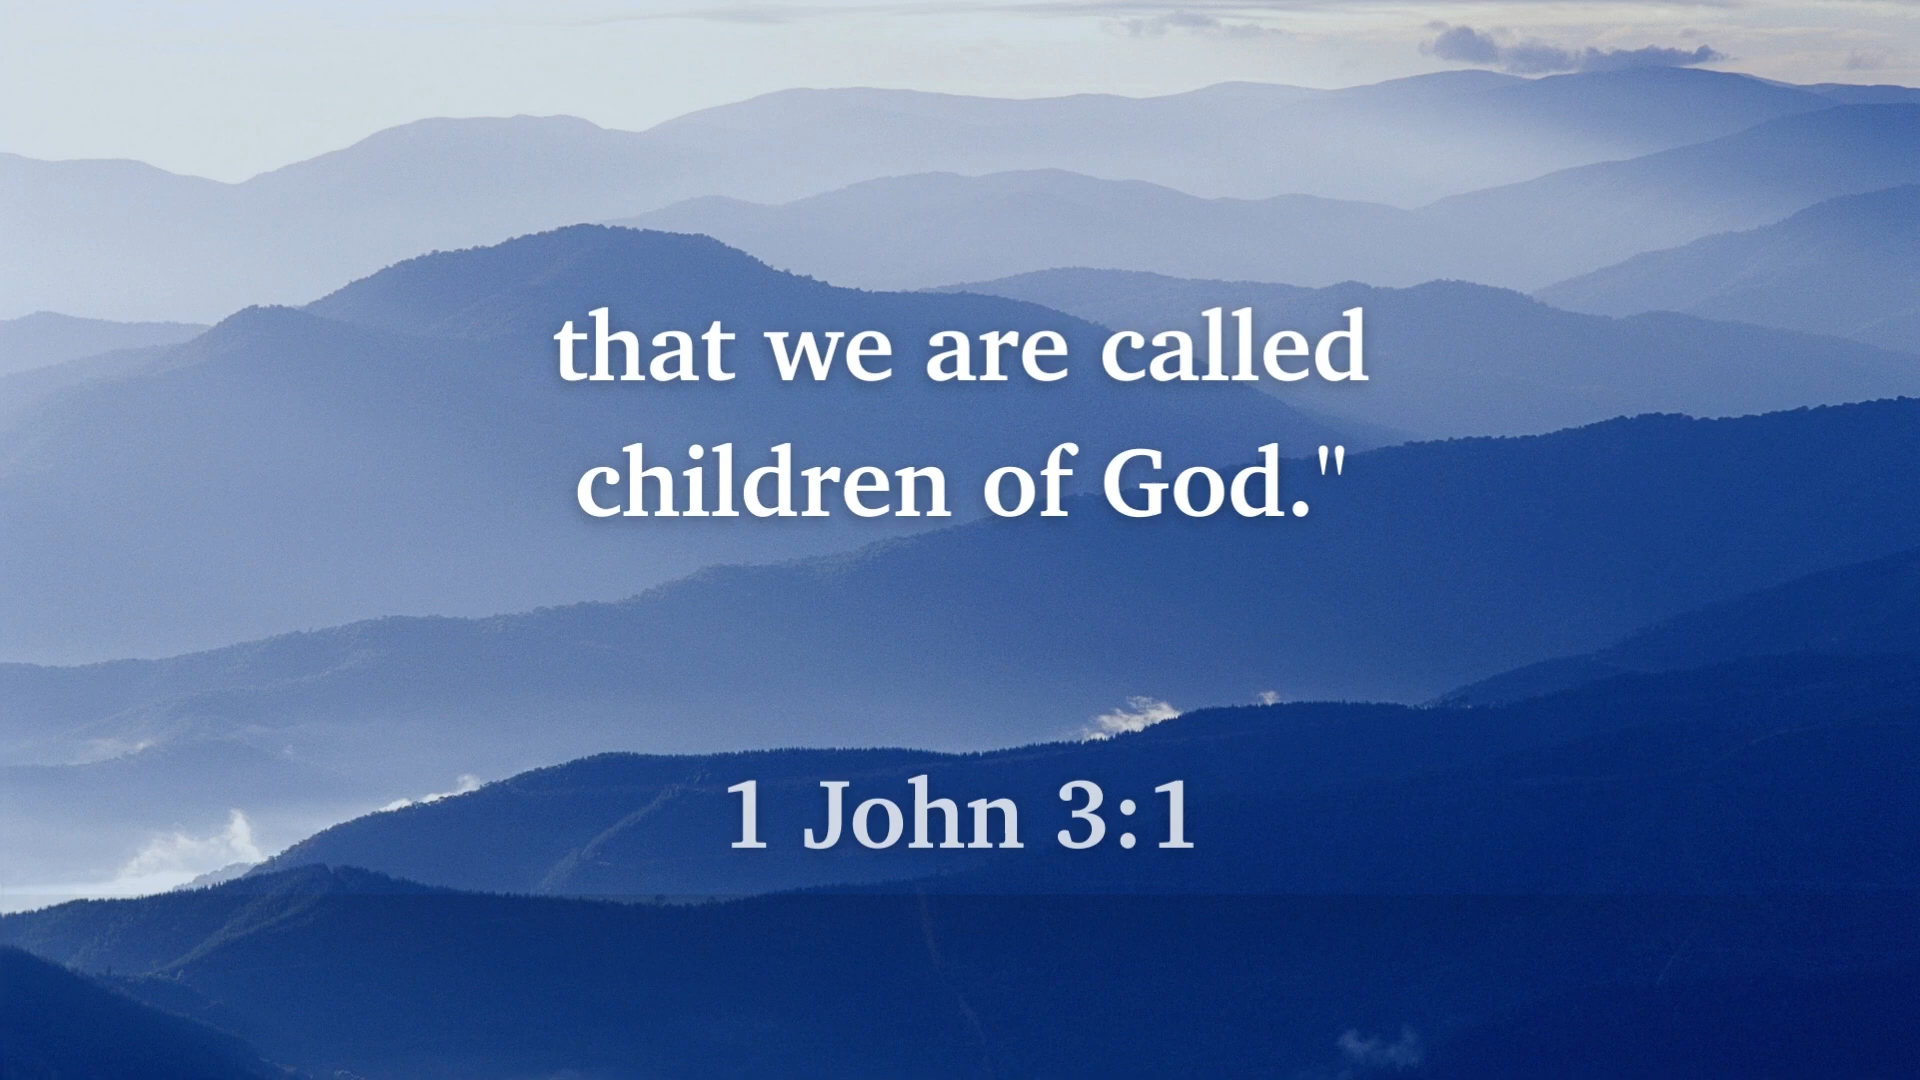 that we are called
children of God."
1 John 3:1